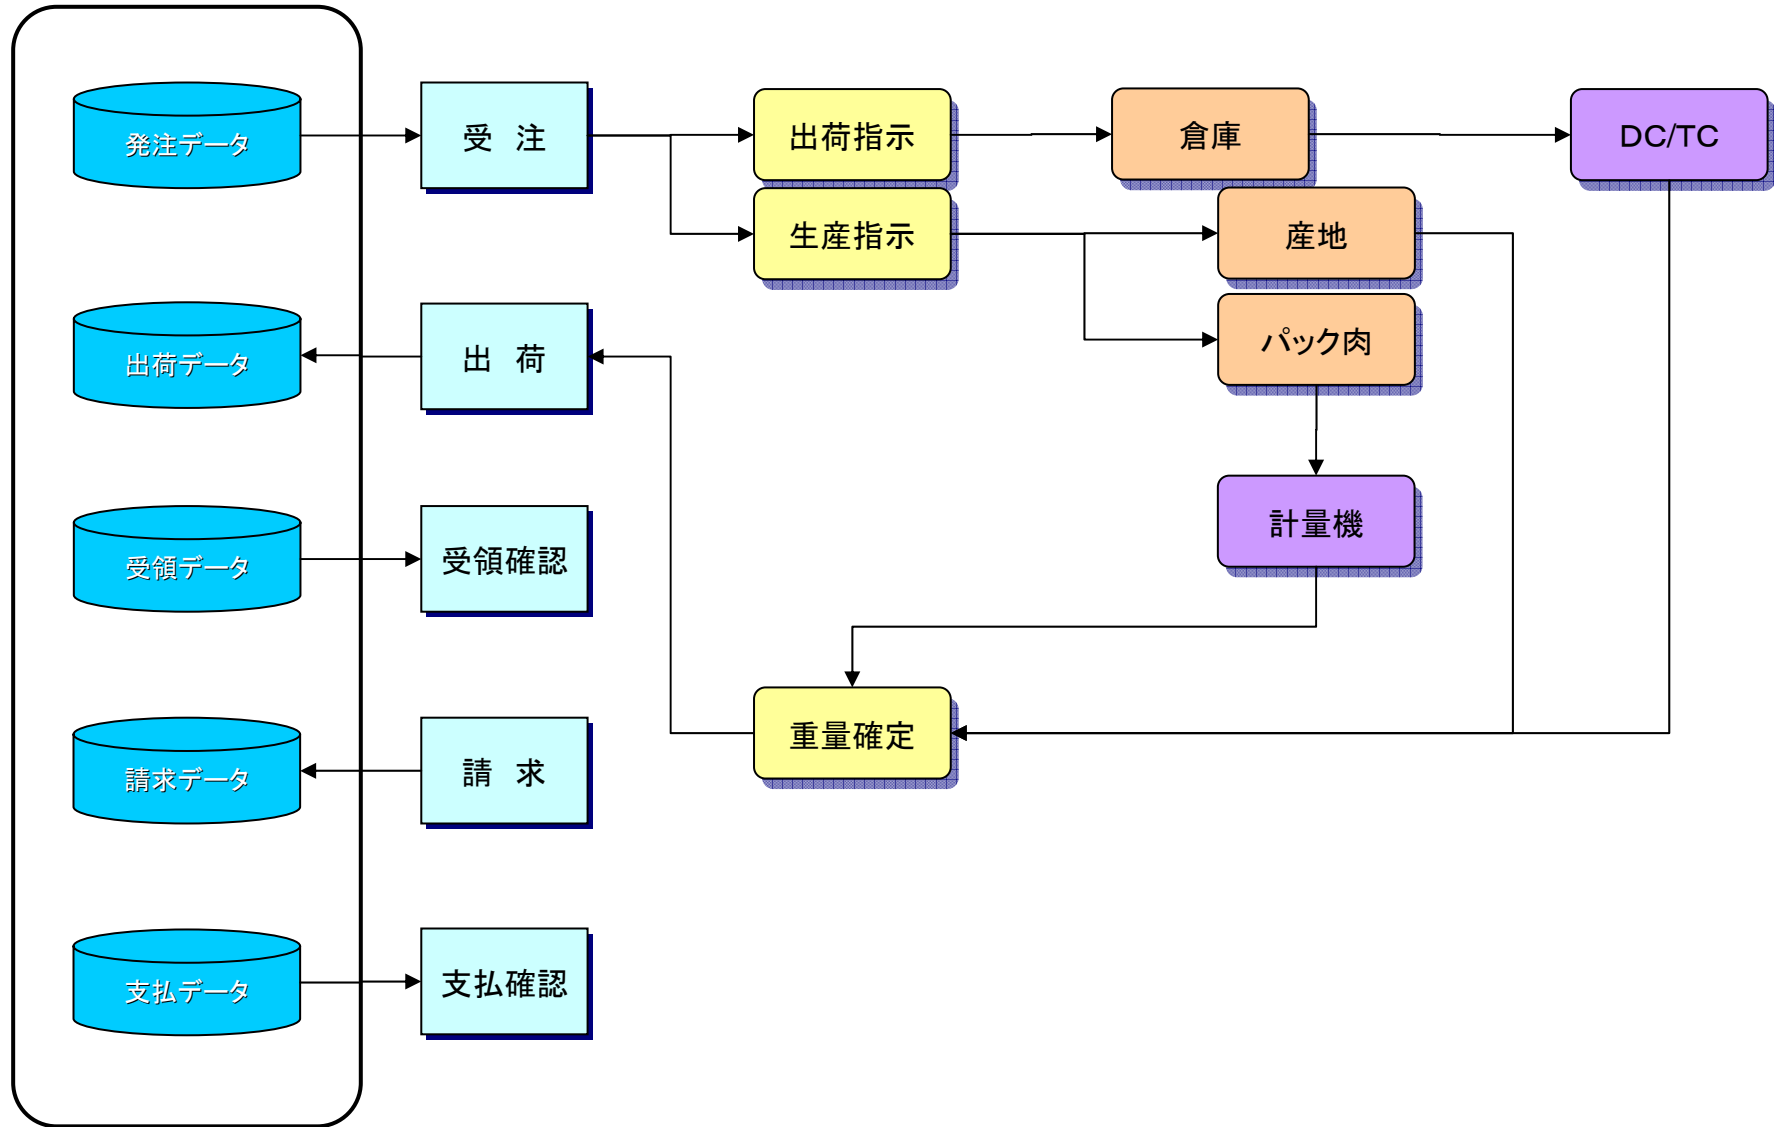 発注データ
受　注
出荷指示
倉庫
DC/TC
生産指示
産地
出荷データ
出　荷
パック肉
受領データ
受領確認
計量機
請求データ
請　求
重量確定
支払データ
支払確認